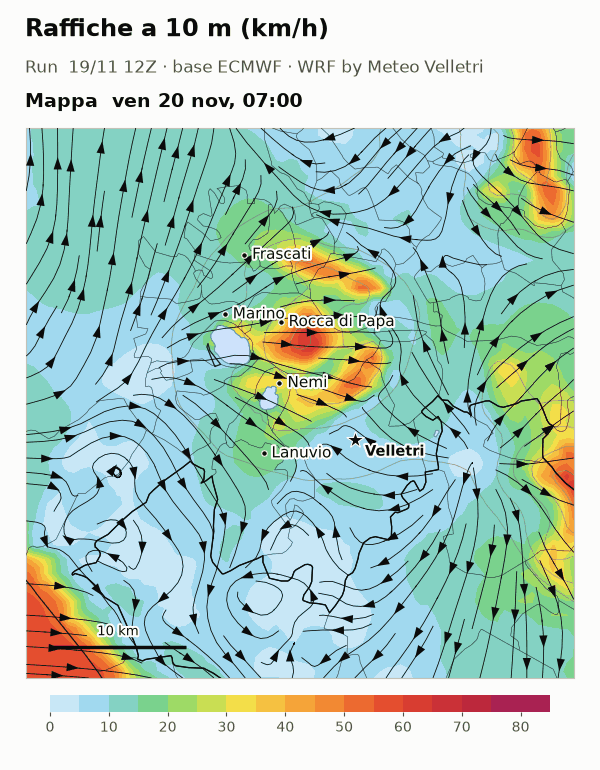 Raffiche a 10 m (km/h)
Run  19/11 12Z · base ECMWF · WRF by Meteo Velletri
Mappa  ven 20 nov, 07:00
Frascati
Marino
Rocca di Papa
Nemi
Velletri
Lanuvio
10 km
0 10 20 30 40 50 60 70 80